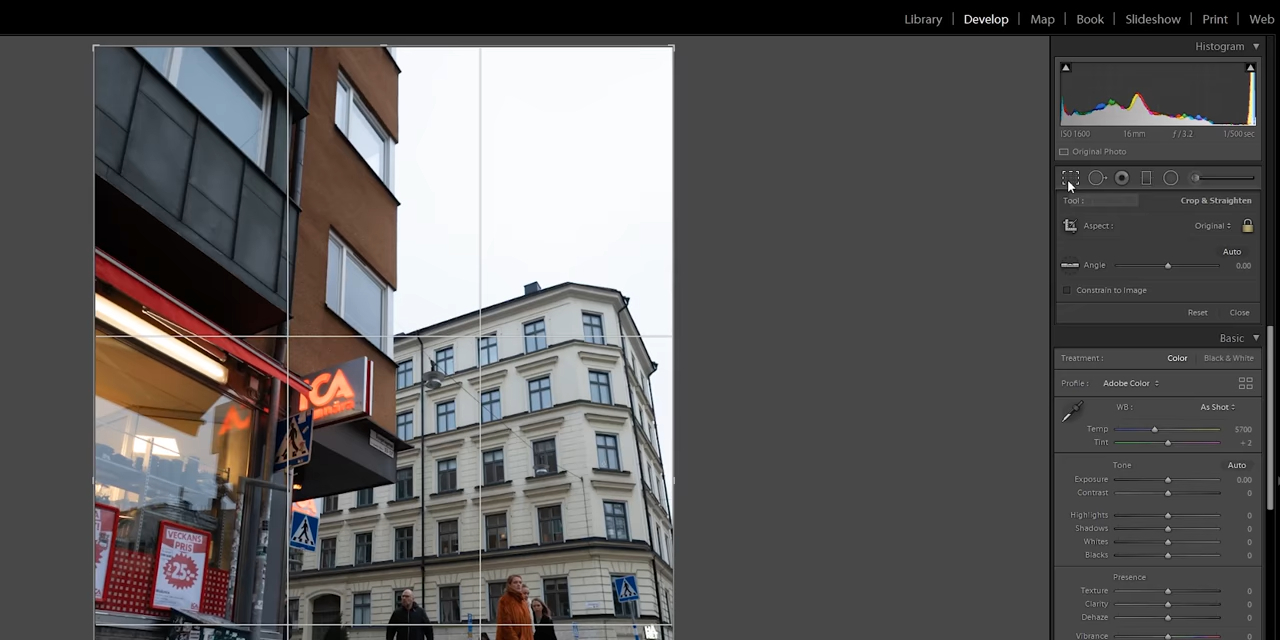 Library | Develop | Map | Book | Slideshow | Print | Web
Histogram
ISO 1600 16 mm ƒ / 3.2 1/500 sec
Original Photo
Tool : Crop & Straighten
Aspect : Original
Auto
Angle 0.00
Constrain to Image
Reset Close
Basic
Treatment : Color Black & White
Profile : Adobe Color
WB : As Shot
Temp 5700
Tint + 2
Tone Auto
Exposure 0.00
Contrast 0
Highlights 0
Shadows 0
Whites 0
Blacks 0
Presence
Texture 0
Clarity 0
Dehaze 0
Vibrance 0
ICA
VECKANS
PRIS
25:-